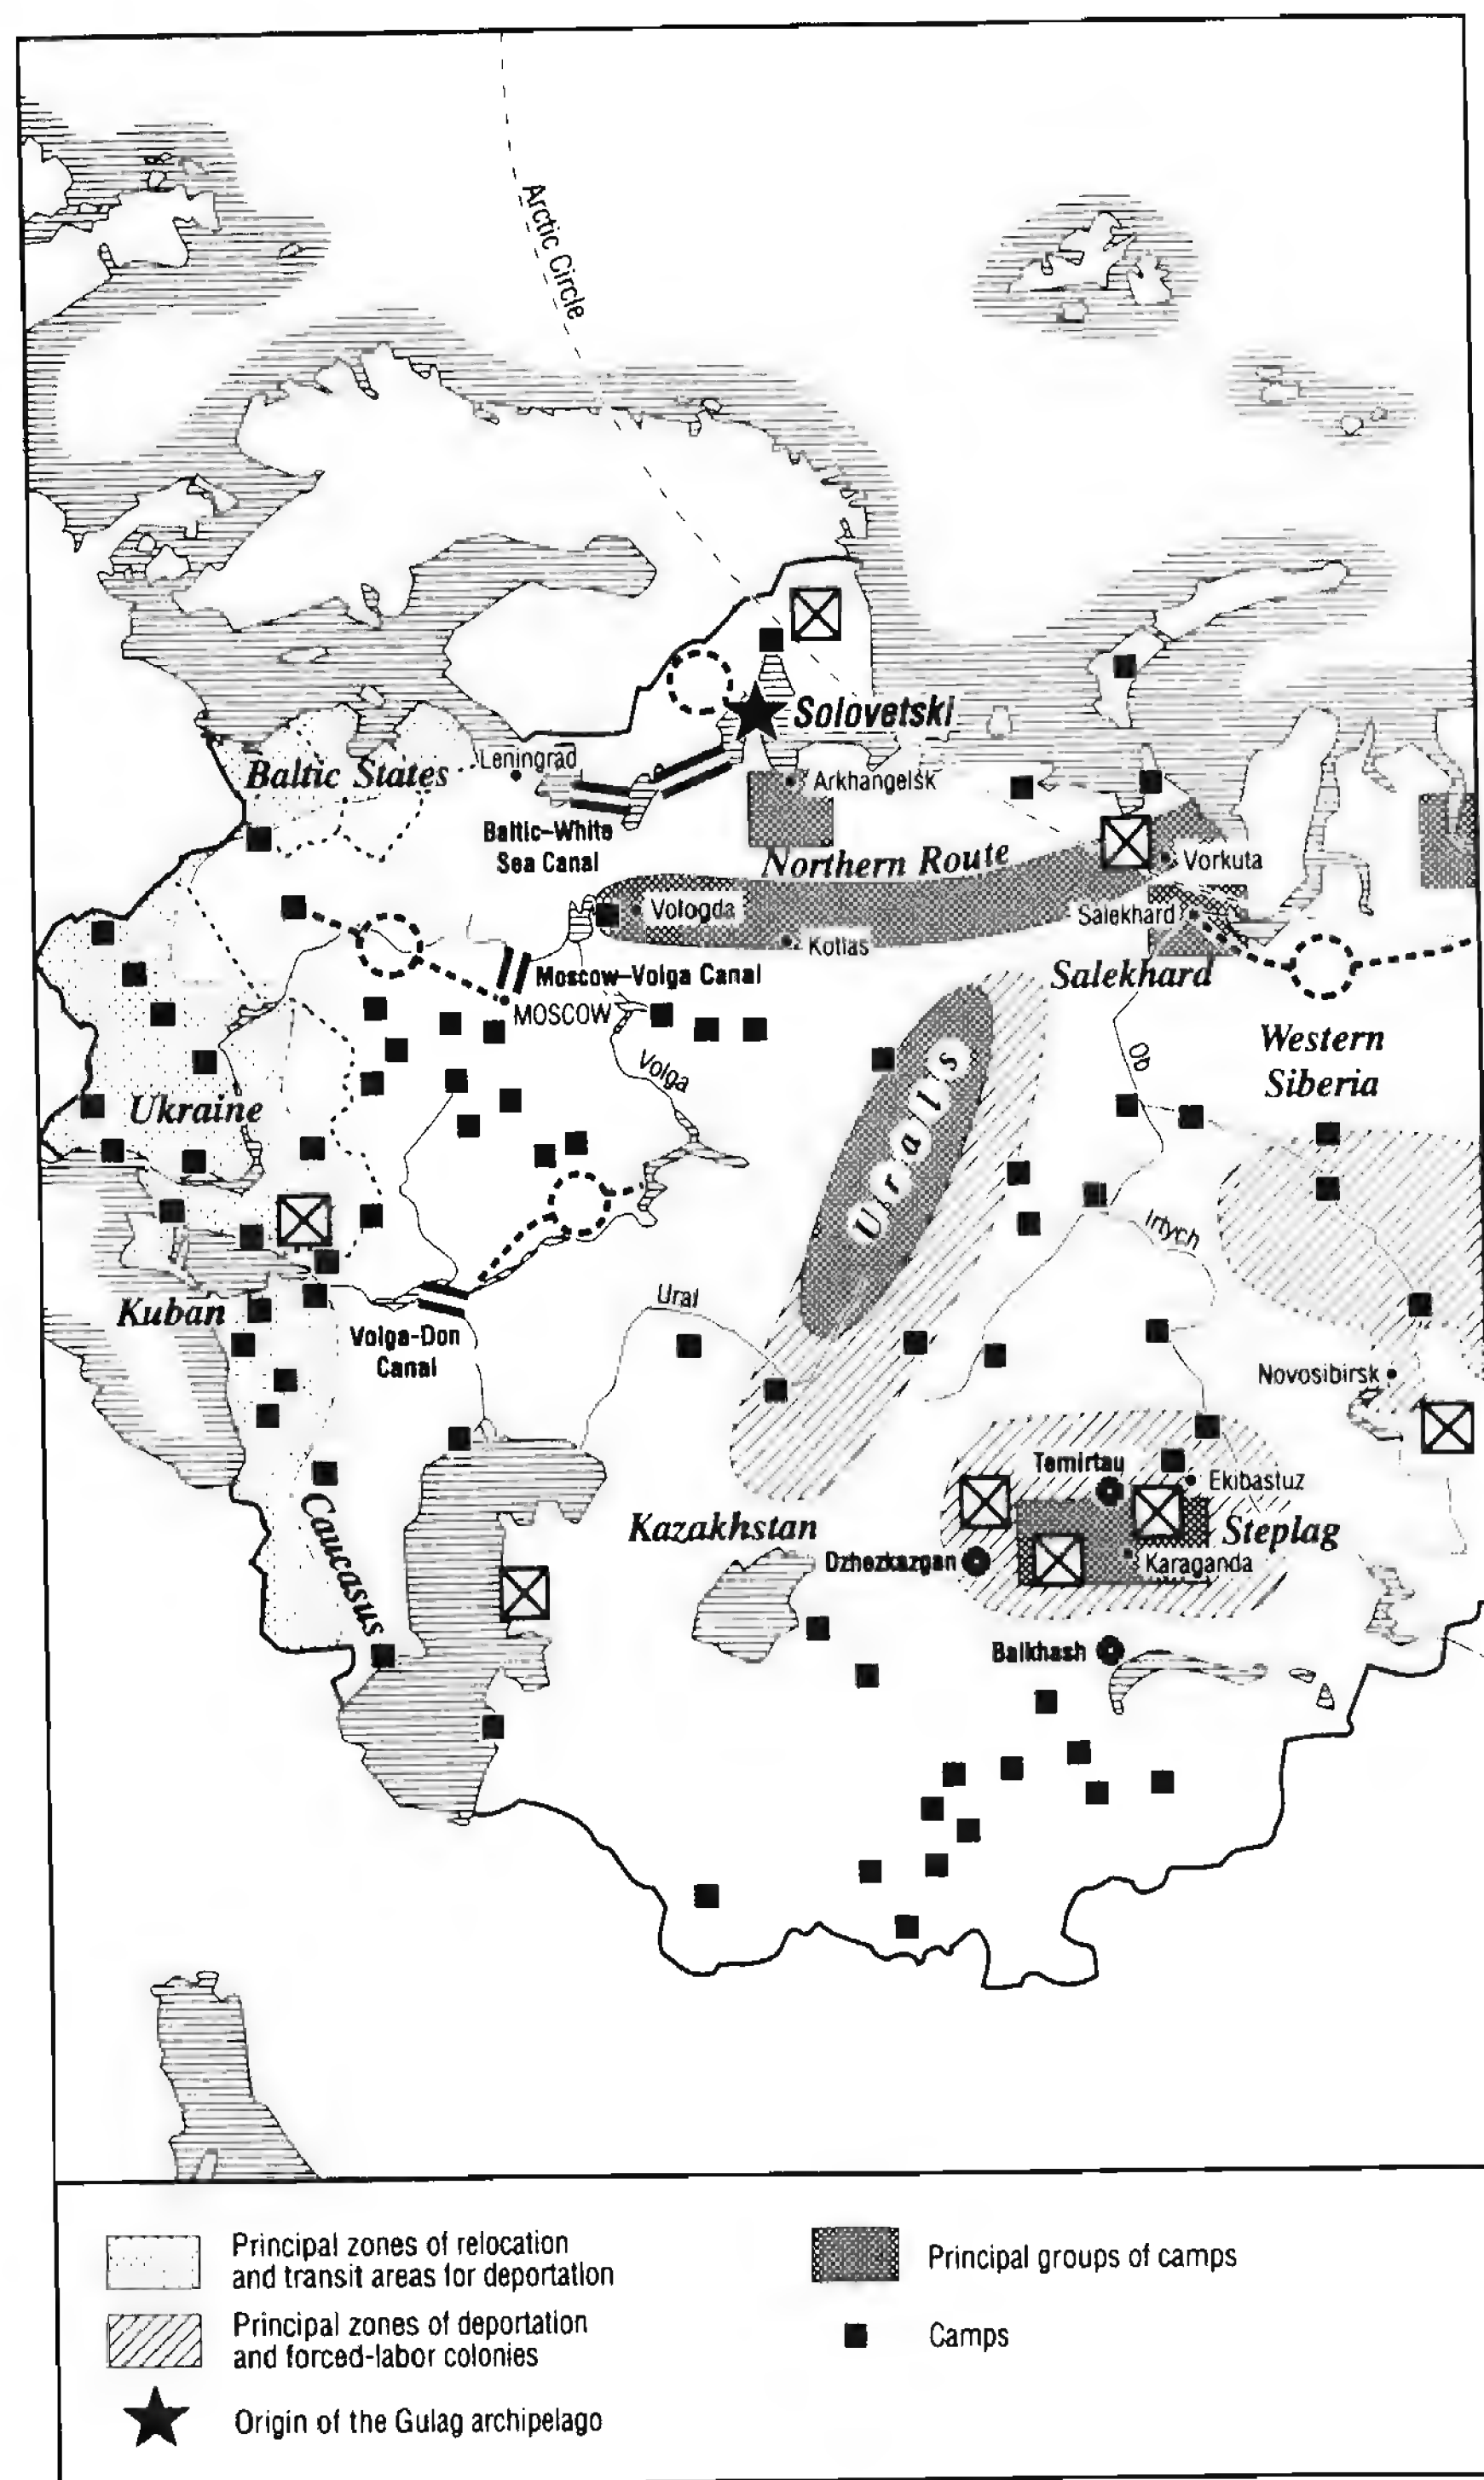 Arctic Circle
Solovetski
Leningrad
Baltic States
Arkhangelsk
Baltic–White
Sea Canal
Northern Route
Vorkuta
Vologda
Salekhard
Kotlas
Moscow–Volga Canal
Salekhard
MOSCOW
Western
Siberia
Ob
Volga
Ukraine
Urals
Irtych
Ural
Kuban
Volga-Don
Canal
Novosibirsk
Temirtau
Ekibastuz
Caucasus
Kazakhstan
Steplag
Dzhezkazgan
Karaganda
Balkhash
Principal zones of relocation
and transit areas for deportation
Principal zones of deportation
and forced-labor colonies
Origin of the Gulag archipelago
Principal groups of camps
Camps